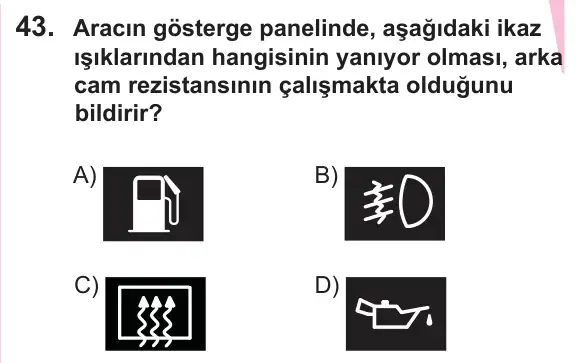 43. Aracın gösterge panelinde, aşağıdaki ikaz
ışıklarından hangisinin yanıyor olması, arka
cam rezistansının çalışmakta olduğunu
bildirir?
A) B)
C) D)